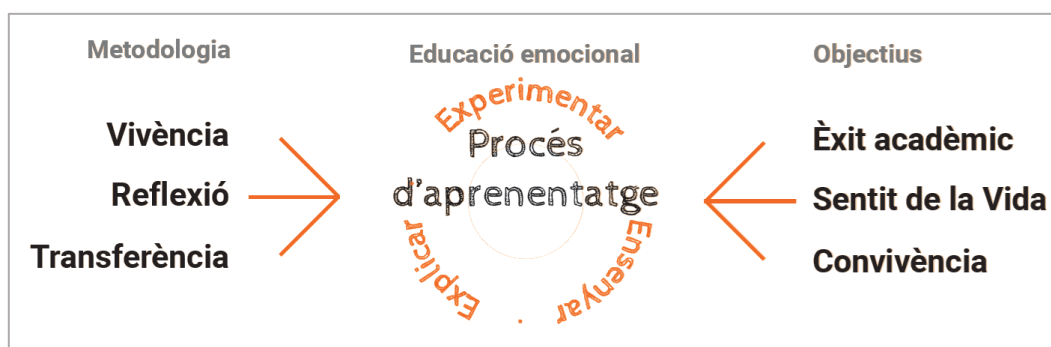 Metodologia
Vivència
Reflexió
Transferència
Educació emocional
Experimentar
Procés
d'aprenentatge
Explicar
Ensenyar
Objectius
Èxit acadèmic
Sentit de la Vida
Convivència